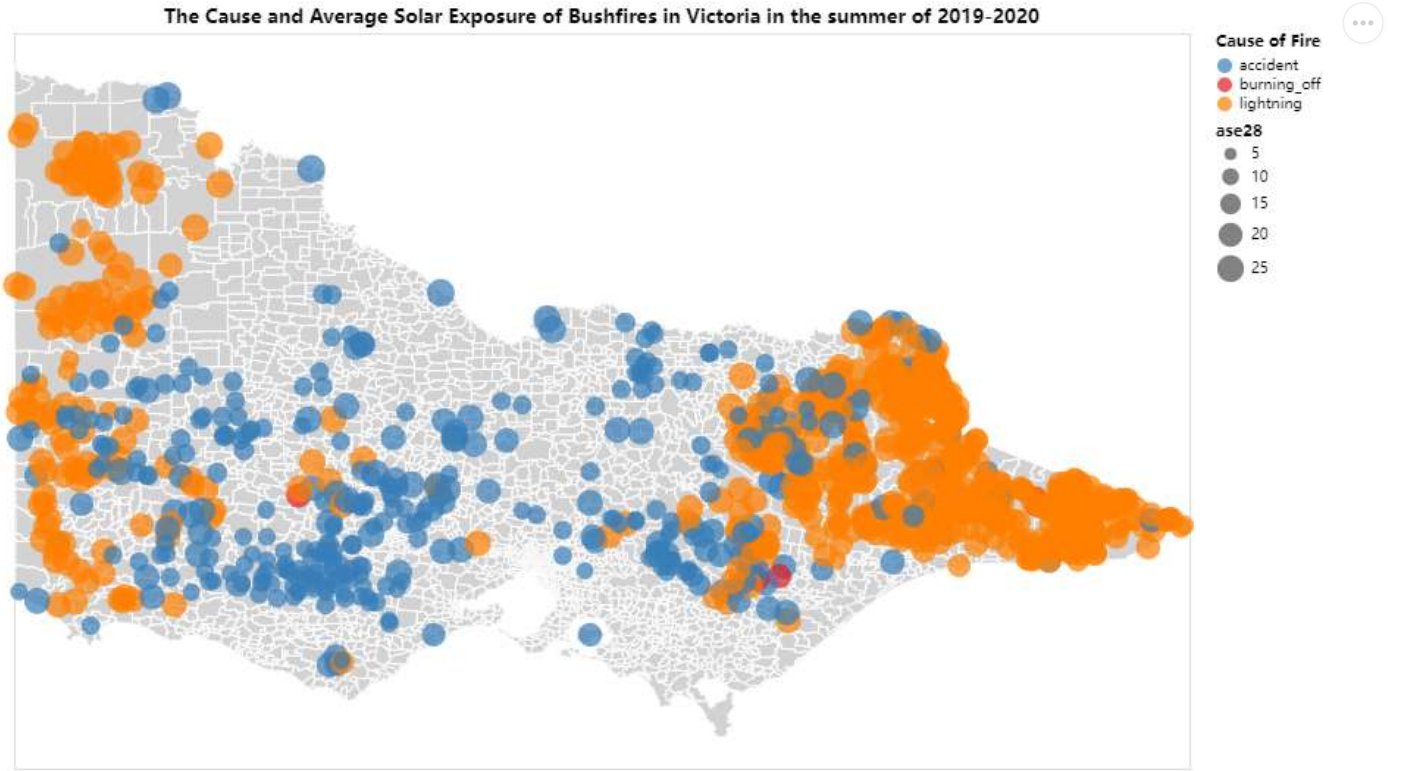 The Cause and Average Solar Exposure of Bushfires in Victoria in the summer of 2019-2020
Cause of Fire
accident
burning_off
lightning
ase28
5
10
15
20
25